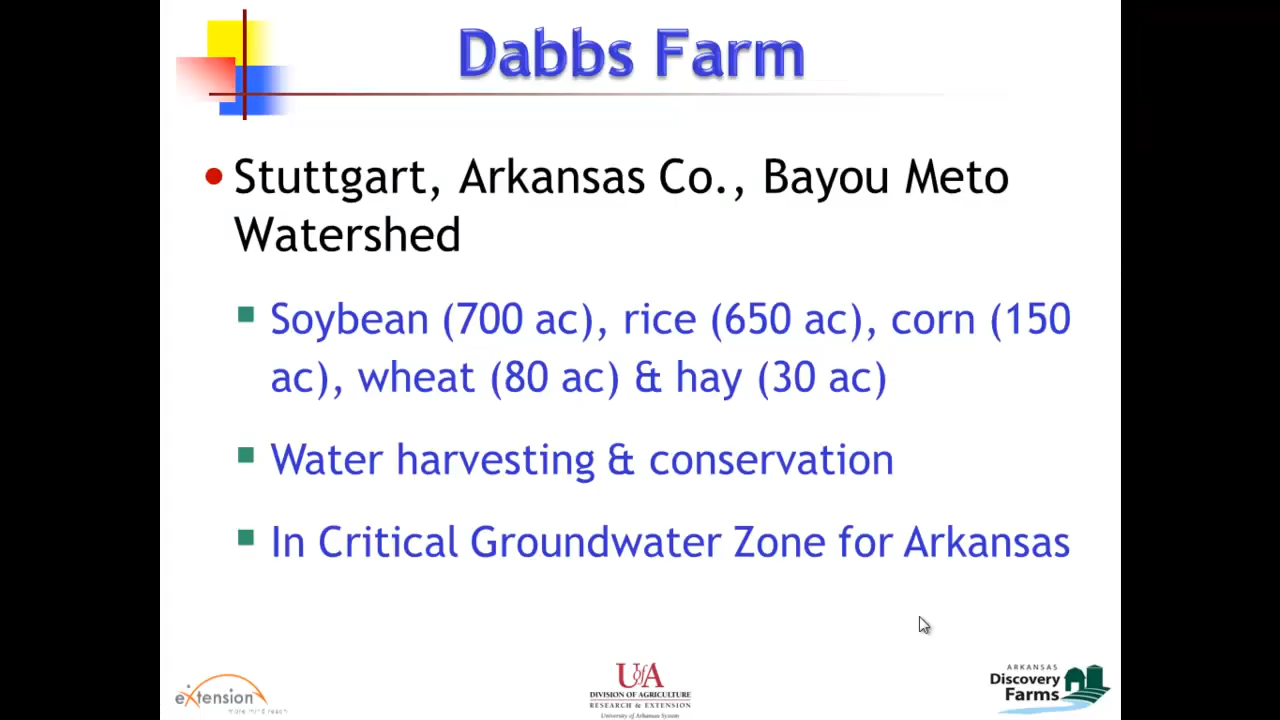 Dabbs Farm
Stuttgart, Arkansas Co., Bayou Meto
Watershed
Soybean (700 ac), rice (650 ac), corn (150
ac), wheat (80 ac) & hay (30 ac)
Water harvesting & conservation
In Critical Groundwater Zone for Arkansas
eXtension
UofA
DIVISION OF AGRICULTURE
RESEARCH & EXTENSION
University of Arkansas System
ARKANSAS
Discovery
Farms